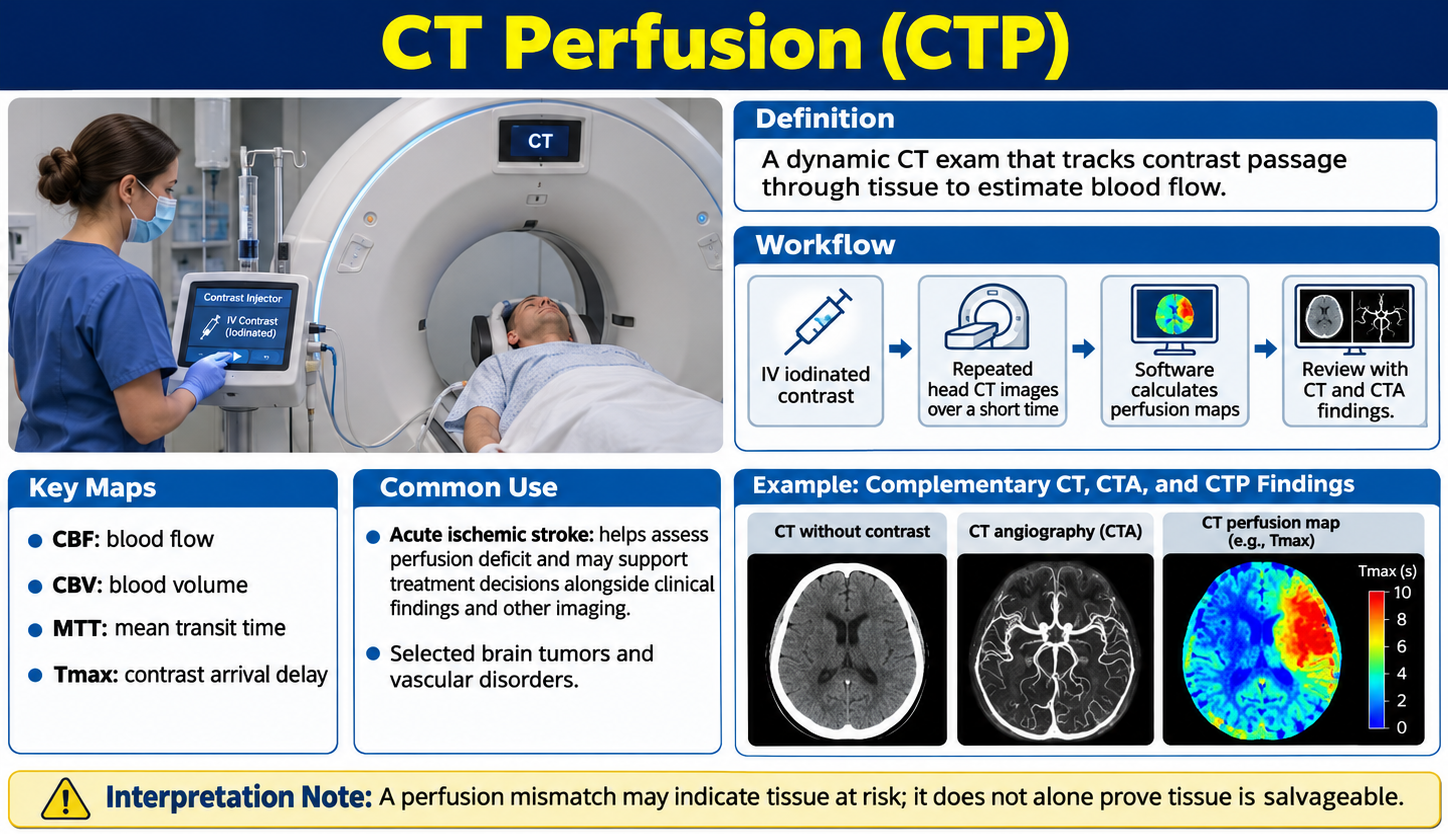 CT Perfusion (CTP)
CT
Contrast Injector
IV Contrast
(Iodinated)
Definition
A dynamic CT exam that tracks contrast passage
through tissue to estimate blood flow.
Workflow
IV iodinated
contrast
Repeated
head CT images
over a short time
Software
calculates
perfusion maps
Review with
CT and CTA
findings.
Key Maps
CBF: blood flow
CBV: blood volume
MTT: mean transit time
Tmax: contrast arrival delay
Common Use
Acute ischemic stroke: helps assess
perfusion deficit and may support
treatment decisions alongside clinical
findings and other imaging.
Selected brain tumors and
vascular disorders.
Example: Complementary CT, CTA, and CTP Findings
CT without contrast
CT angiography (CTA)
CT perfusion map
(e.g., Tmax)
Tmax (s)
10
8
6
4
2
0
Interpretation Note: A perfusion mismatch may indicate tissue at risk; it does not alone prove tissue is salvageable.